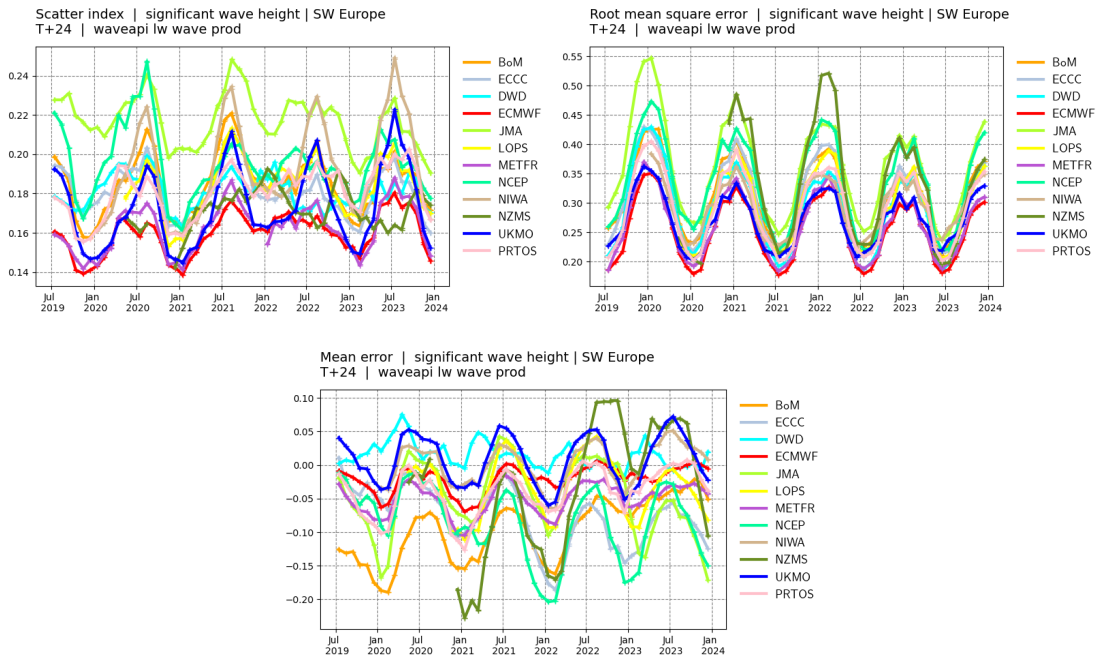 Scatter index | significant wave height | SW Europe
T+24 | waveapi lw wave prod
0.24
0.22
0.20
0.18
0.16
0.14
Jul 2019
Jan 2020
Jul 2020
Jan 2021
Jul 2021
Jan 2022
Jul 2022
Jan 2023
Jul 2023
Jan 2024
BoM
ECCC
DWD
ECMWF
JMA
LOPS
METFR
NCEP
NIWA
NZMS
UKMO
PRTOS
Root mean square error | significant wave height | SW Europe
T+24 | waveapi lw wave prod
0.55
0.50
0.45
0.40
0.35
0.30
0.25
0.20
Jul 2019
Jan 2020
Jul 2020
Jan 2021
Jul 2021
Jan 2022
Jul 2022
Jan 2023
Jul 2023
Jan 2024
BoM
ECCC
DWD
ECMWF
JMA
LOPS
METFR
NCEP
NIWA
NZMS
UKMO
PRTOS
Mean error | significant wave height | SW Europe
T+24 | waveapi lw wave prod
0.10
0.05
0.00
−0.05
−0.10
−0.15
−0.20
Jul 2019
Jan 2020
Jul 2020
Jan 2021
Jul 2021
Jan 2022
Jul 2022
Jan 2023
Jul 2023
Jan 2024
BoM
ECCC
DWD
ECMWF
JMA
LOPS
METFR
NCEP
NIWA
NZMS
UKMO
PRTOS